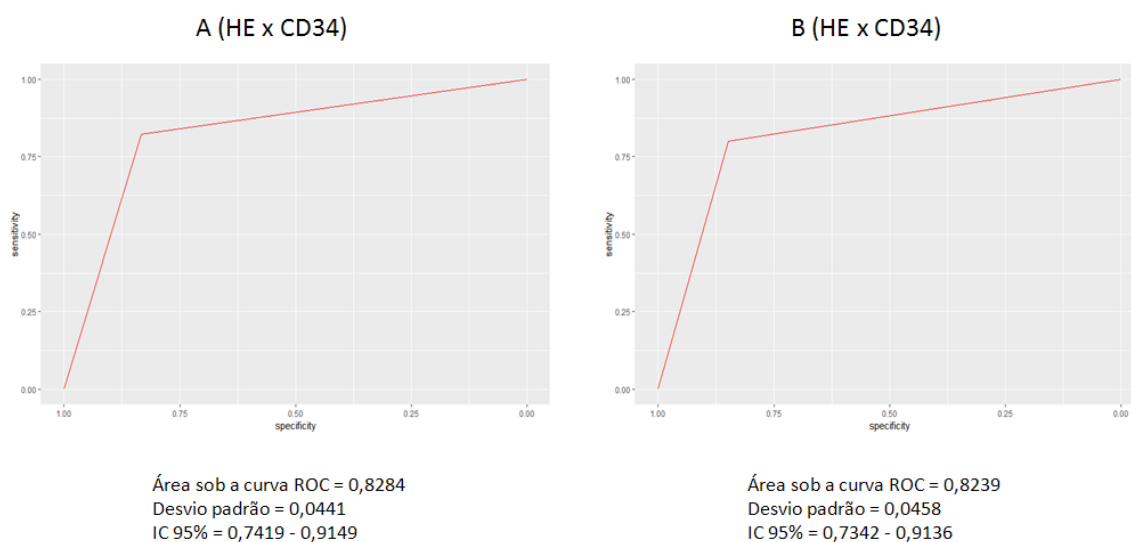 A (HE x CD34)
1.00
0.75
0.50
0.25
0.00
sensitivity
1.00 0.75 0.50 0.25 0.00
specificity
Área sob a curva ROC = 0,8284
Desvio padrão = 0,0441
IC 95% = 0,7419 - 0,9149
B (HE x CD34)
1.00
0.75
0.50
0.25
0.00
sensitivity
1.00 0.75 0.50 0.25 0.00
specificity
Área sob a curva ROC = 0,8239
Desvio padrão = 0,0458
IC 95% = 0,7342 - 0,9136